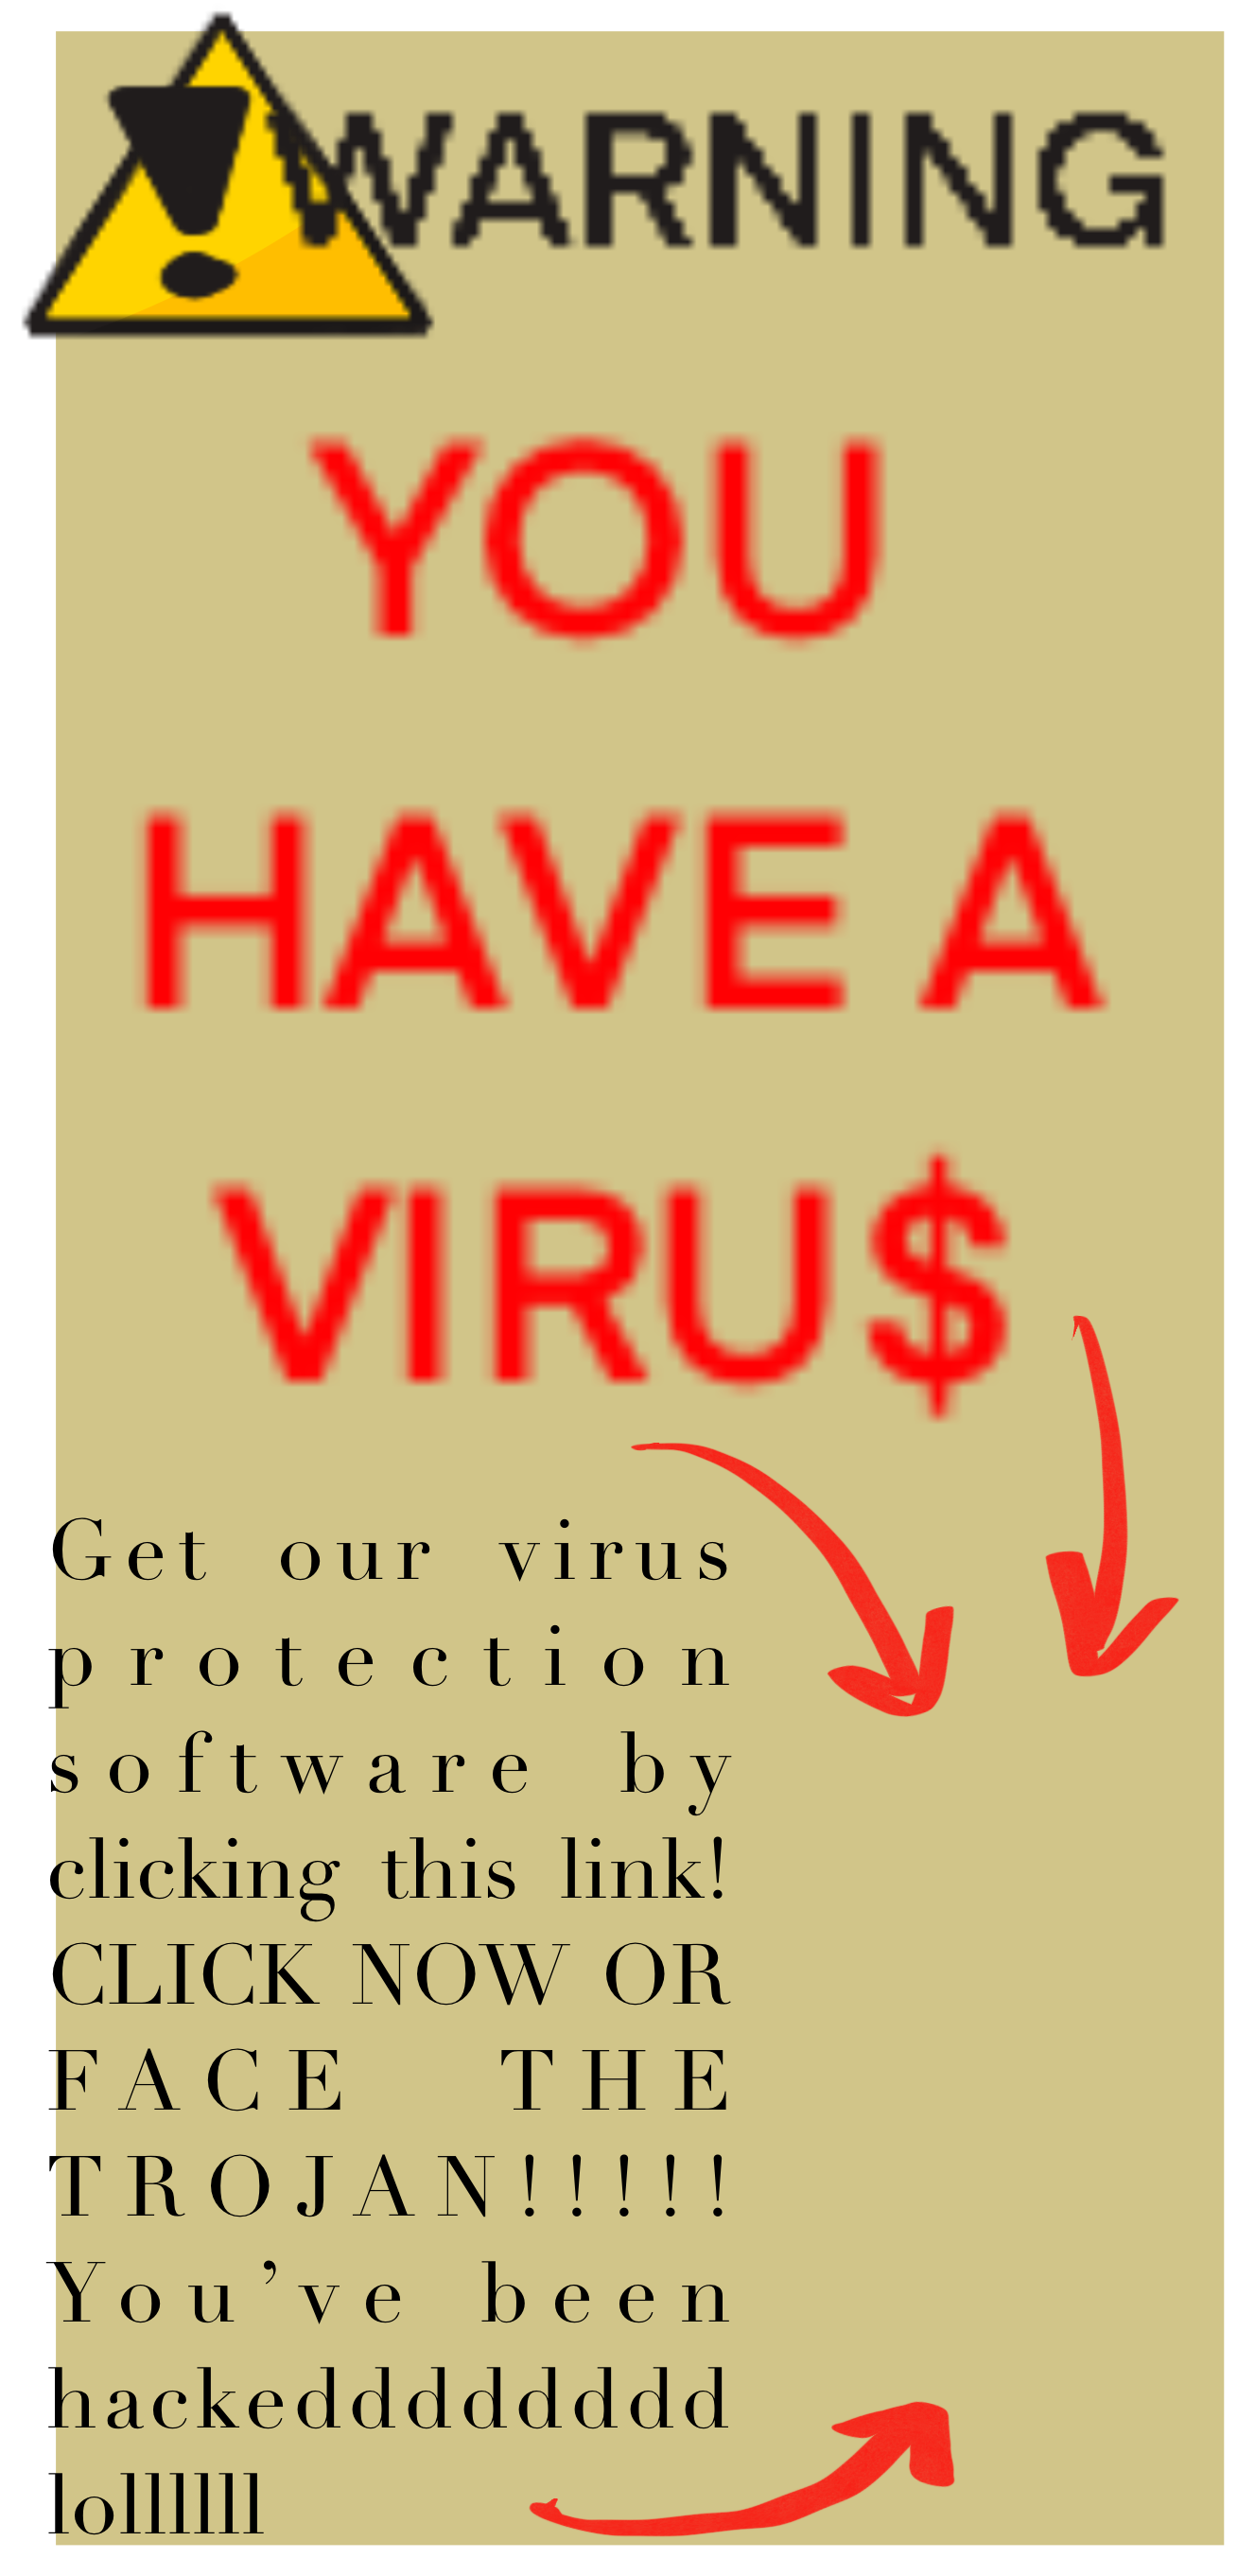 WARNING
YOU
HAVE A
VIRU$
Get our virus
protection
software by
clicking this link!
CLICK NOW OR
FACE THE
TROJAN!!!!!
You’ve been
hackedddddddd
lollllll